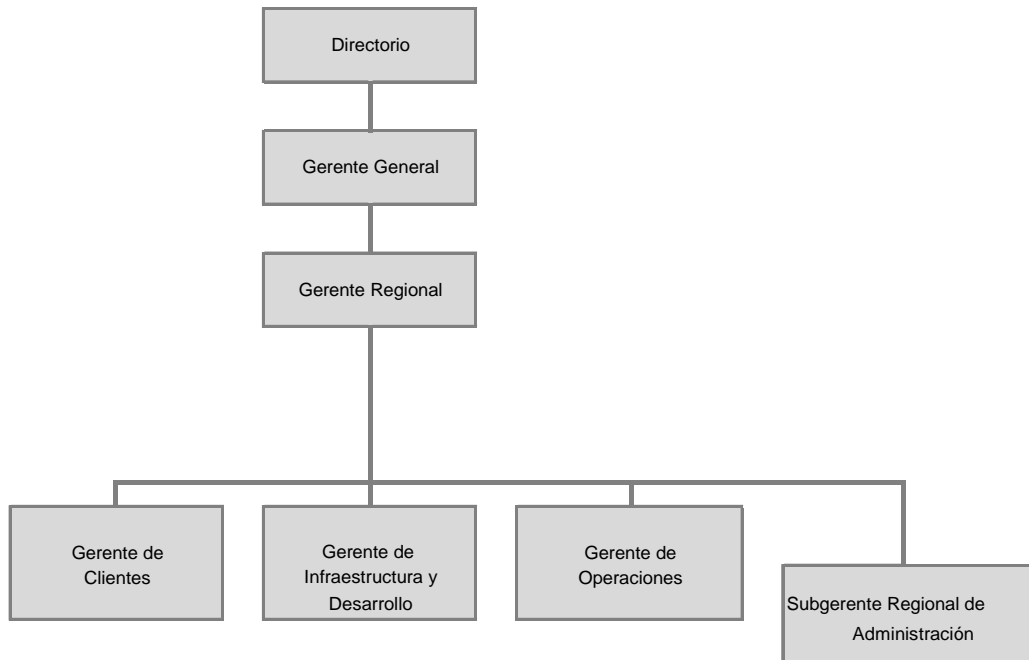 Directorio
Gerente General
Gerente Regional
Gerente de
Clientes
Gerente de
Infraestructura y
Desarrollo
Gerente de
Operaciones
Subgerente Regional de
Administración